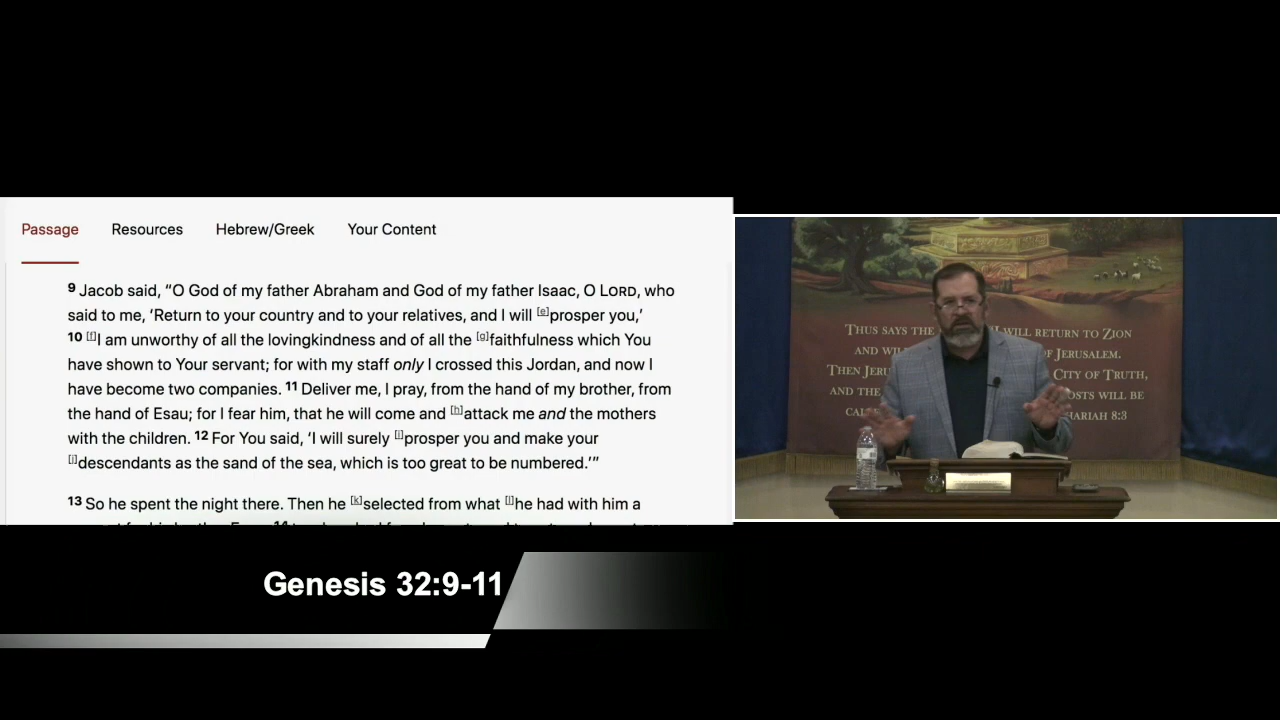 Passage
Resources
Hebrew/Greek
Your Content
9 Jacob said, “O God of my father Abraham and God of my father Isaac, O LORD, who
said to me, ‘Return to your country and to your relatives, and I will [e]prosper you,’
10 [f]I am unworthy of all the lovingkindness and of all the [g]faithfulness which You
have shown to Your servant; for with my staff only I crossed this Jordan, and now I
have become two companies. 11 Deliver me, I pray, from the hand of my brother, from
the hand of Esau; for I fear him, that he will come and [h]attack me and the mothers
with the children. 12 For You said, ‘I will surely [i]prosper you and make your
[j]descendants as the sand of the sea, which is too great to be numbered.’”
13 So he spent the night there. Then he [k]selected from what [l]he had with him a
THUS SAYS THE I WILL RETURN TO ZION
AND WILL OF JERUSALEM.
THEN CITY OF TRUTH,
AND THE WILL BE
8:3
Genesis 32:9-11